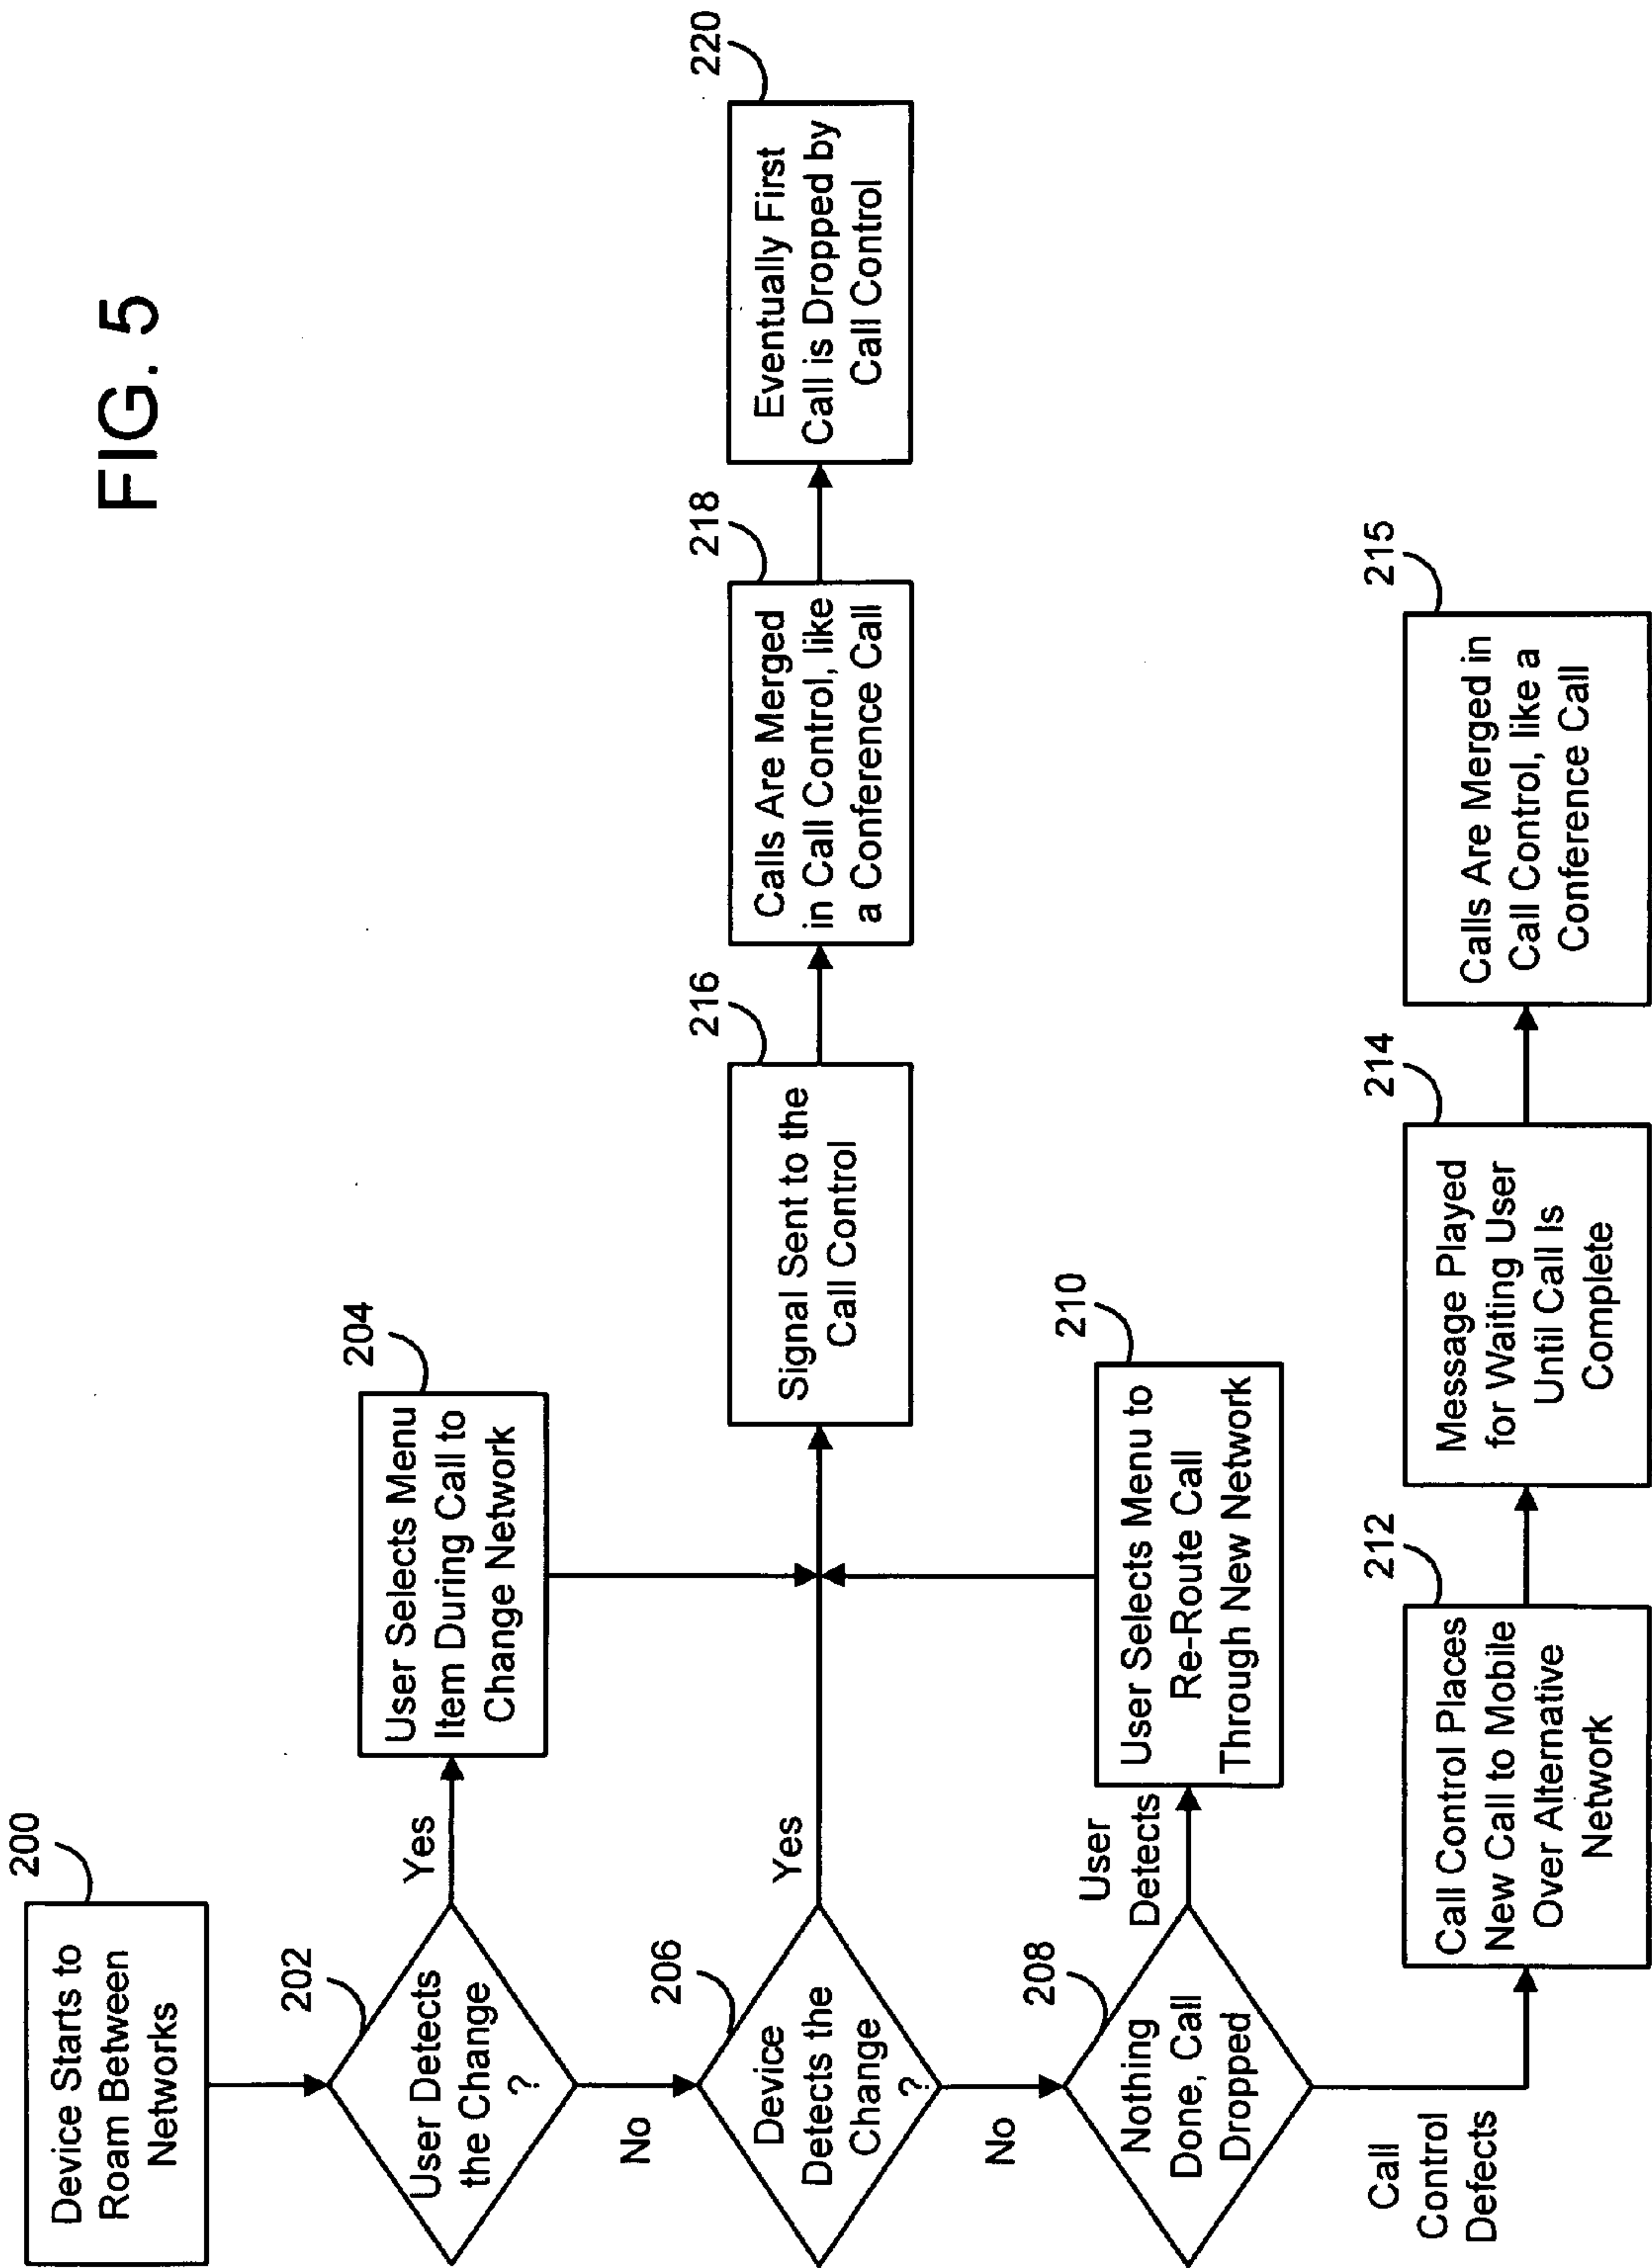 FIG. 5
200
Device Starts to
Roam Between
Networks
202
User Detects
the Change
?
Yes
204
User Selects Menu
Item During Call to
Change Network
No
206
Device
Detects the
Change
?
Yes
216
Signal Sent to the
Call Control
218
Calls Are Merged
in Call Control, like
a Conference Call
220
Eventually First
Call is Dropped by
Call Control
No
208
Nothing
Done, Call
Dropped
User
Detects
210
User Selects Menu to
Re-Route Call
Through New Network
Call
Control
Defects
212
Call Control Places
New Call to Mobile
Over Alternative
Network
214
Message Played
for Waiting User
Until Call Is
Complete
215
Calls Are Merged in
Call Control, like a
Conference Call